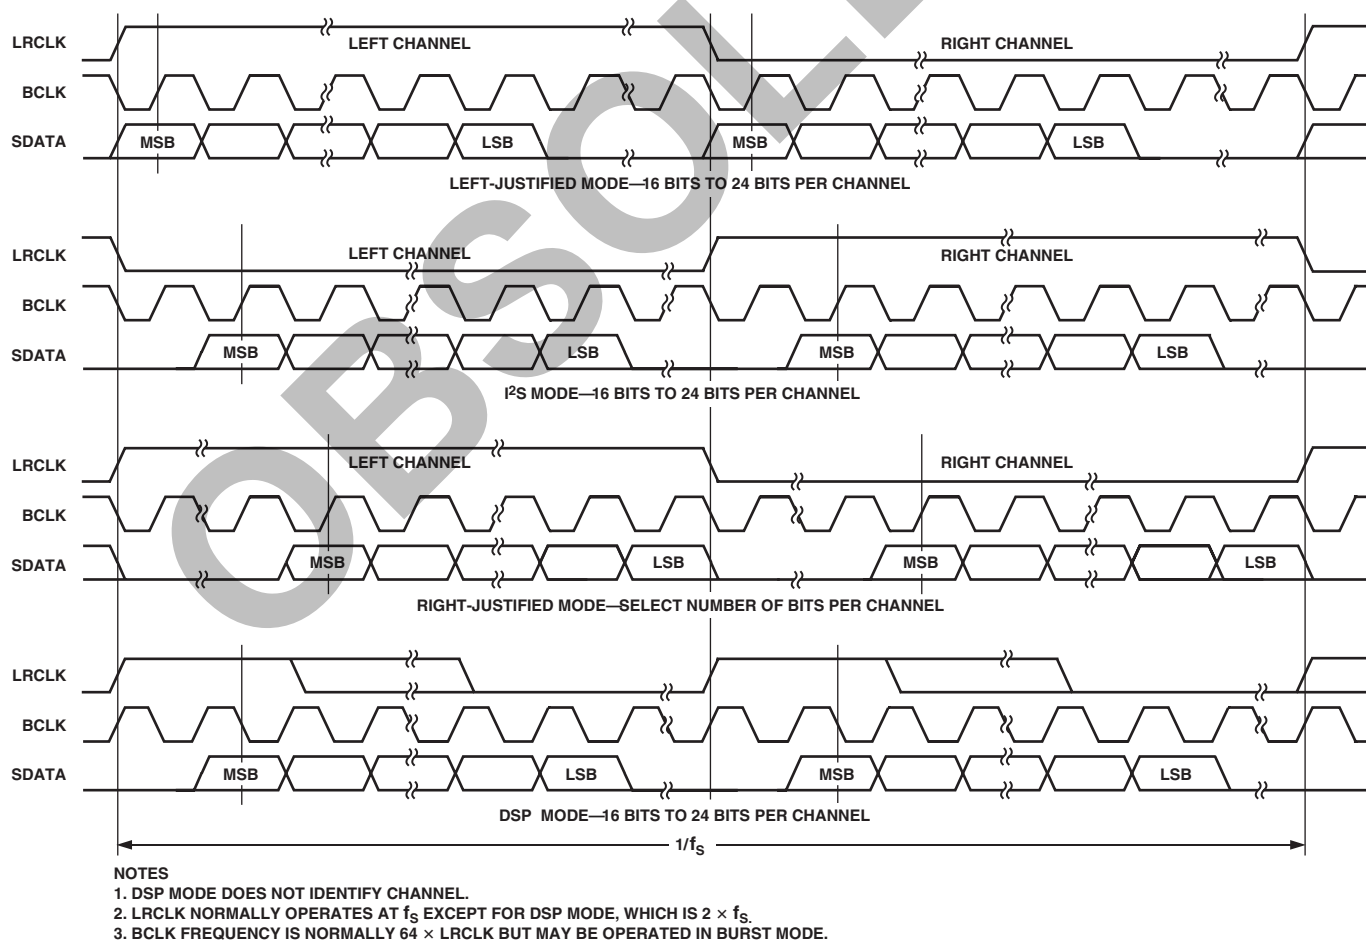 LRCLK
LEFT CHANNEL
RIGHT CHANNEL
BCLK
SDATA
MSB
LSB
MSB
LSB
LEFT-JUSTIFIED MODE—16 BITS TO 24 BITS PER CHANNEL
LRCLK
LEFT CHANNEL
RIGHT CHANNEL
BCLK
SDATA
MSB
LSB
MSB
LSB
I²S MODE—16 BITS TO 24 BITS PER CHANNEL
LRCLK
LEFT CHANNEL
RIGHT CHANNEL
BCLK
SDATA
MSB
LSB
MSB
LSB
RIGHT-JUSTIFIED MODE—SELECT NUMBER OF BITS PER CHANNEL
LRCLK
BCLK
SDATA
MSB
LSB
MSB
LSB
DSP MODE—16 BITS TO 24 BITS PER CHANNEL
1/fS
NOTES
1. DSP MODE DOES NOT IDENTIFY CHANNEL.
2. LRCLK NORMALLY OPERATES AT fS EXCEPT FOR DSP MODE, WHICH IS 2 × fS.
3. BCLK FREQUENCY IS NORMALLY 64 × LRCLK BUT MAY BE OPERATED IN BURST MODE.